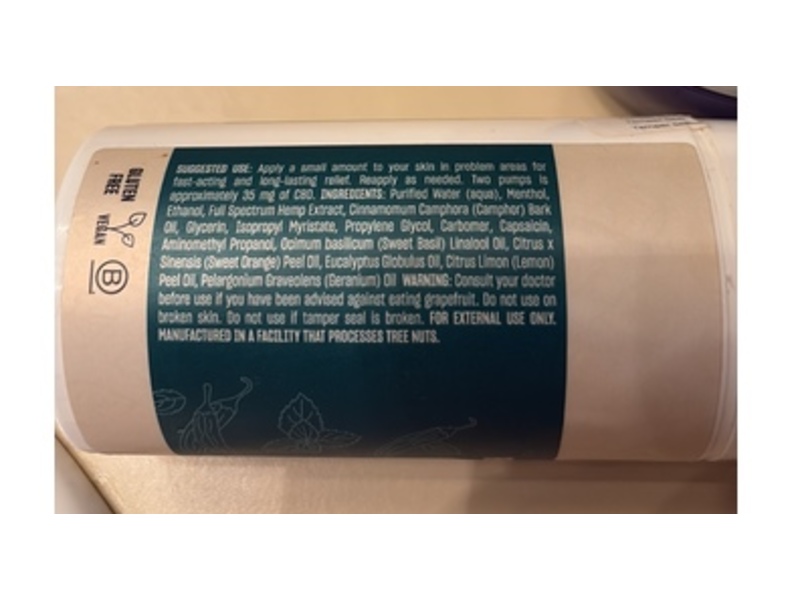 GLUTEN
FREE
VEGAN
B
SUGGESTED USE: Apply a small amount to your skin in problem areas for
fast-acting and long-lasting relief. Reapply as needed. Two pumps is
approximately 35 mg of CBD. INGREDIENTS: Purified Water (aqua), Menthol,
Ethanol, Full Spectrum Hemp Extract, Cinnamomum Camphora (Camphor) Bark
Oil, Glycerin, Isopropyl Myristate, Propylene Glycol, Carbomer, Capsaicin,
Aminomethyl Propanol, Ocimum basilicum (Sweet Basil) Linalool Oil, Citrus x
Sinensis (Sweet Orange) Peel Oil, Eucalyptus Globulus Oil, Citrus Limon (Lemon)
Peel Oil, Pelargonium Graveolens (Geranium) Oil WARNING: Consult your doctor
before use if you have been advised against eating grapefruit. Do not use on
broken skin. Do not use if tamper seal is broken. FOR EXTERNAL USE ONLY.
MANUFACTURED IN A FACILITY THAT PROCESSES TREE NUTS.